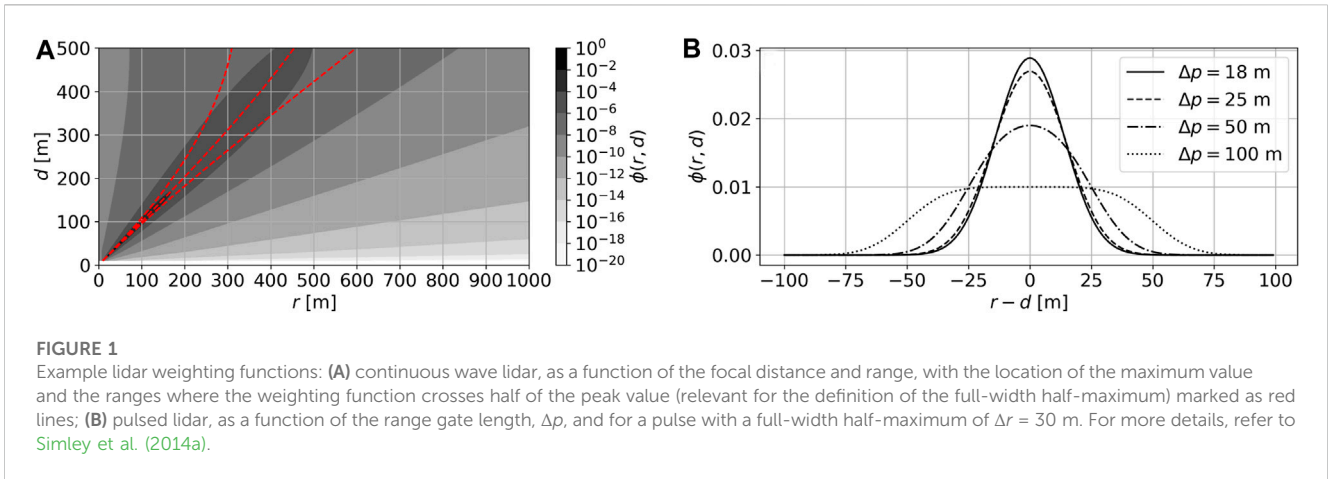 A
500
400
300
200
100
0
d [m]
0 100 200 300 400 500 600 700 800 900 1000
r [m]
10^0
10^-2
10^-4
10^-6
10^-8
10^-10
10^-12
10^-14
10^-16
10^-18
10^-20
ϕ(r, d)
B
0.03
0.02
0.01
0.00
ϕ(r, d)
Δp = 18 m
Δp = 25 m
Δp = 50 m
Δp = 100 m
−100 −75 −50 −25 0 25 50 75 100
r − d [m]
FIGURE 1
Example lidar weighting functions: (A) continuous wave lidar, as a function of the focal distance and range, with the location of the maximum value
and the ranges where the weighting function crosses half of the peak value (relevant for the definition of the full-width half-maximum) marked as red
lines; (B) pulsed lidar, as a function of the range gate length, Δp, and for a pulse with a full-width half-maximum of Δr = 30 m. For more details, refer to
Simley et al. (2014a).